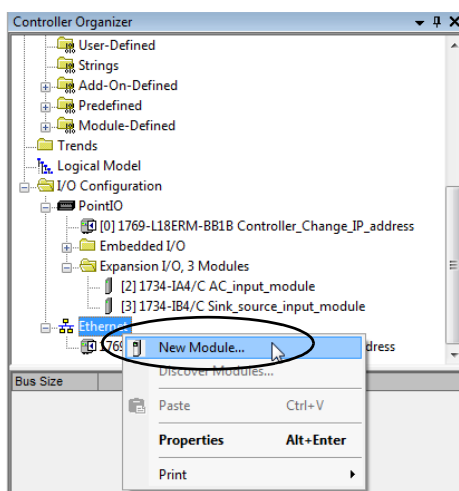 Controller Organizer
User-Defined
Strings
Add-On-Defined
Predefined
Module-Defined
Trends
Logical Model
I/O Configuration
PointIO
[0] 1769-L18ERM-BB1B Controller_Change_IP_address
Embedded I/O
Expansion I/O, 3 Modules
[2] 1734-IA4/C AC_input_module
[3] 1734-IB4/C Sink_source_input_module
Ethernet
1769 dress
New Module...
Bus Size
Discover Modules...
Paste Ctrl+V
Properties Alt+Enter
Print